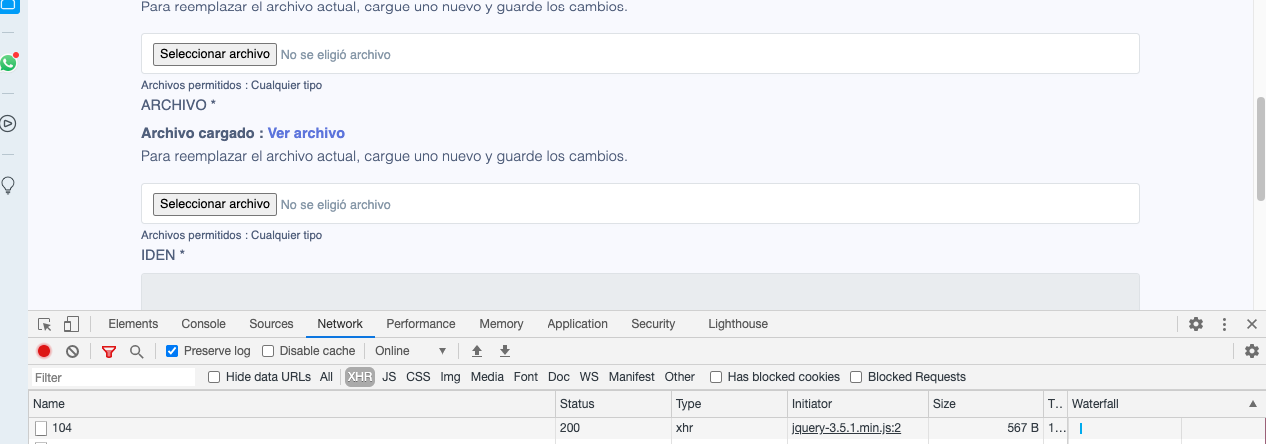 Para reemplazar el archivo actual, cargue uno nuevo y guarde los cambios.
Seleccionar archivo No se eligió archivo
Archivos permitidos : Cualquier tipo
ARCHIVO *
Archivo cargado : Ver archivo
Para reemplazar el archivo actual, cargue uno nuevo y guarde los cambios.
Seleccionar archivo No se eligió archivo
Archivos permitidos : Cualquier tipo
IDEN *
Elements Console Sources Network Performance Memory Application Security Lighthouse
Preserve log Disable cache Online
Filter Hide data URLs All XHR JS CSS Img Media Font Doc WS Manifest Other Has blocked cookies Blocked Requests
Name Status Type Initiator Size T.. Waterfall
104 200 xhr jquery-3.5.1.min.js:2 567 B 1...